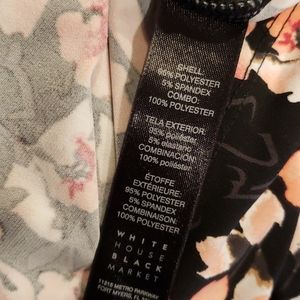 SHELL:
95% POLYESTER
5% SPANDEX
COMBO:
100% POLYESTER
TELA EXTERIOR:
95% poliéster
5% elastano
COMBINACIÓN:
100% poliéster
ÉTOFFE
EXTÉRIEURE:
95% POLYESTER
5% SPANDEX
COMBINAISON:
100% POLYESTER
WHITE
HOUSE
BLACK
MARKET
11215 METRO PARKWAY
FORT MYERS, FL